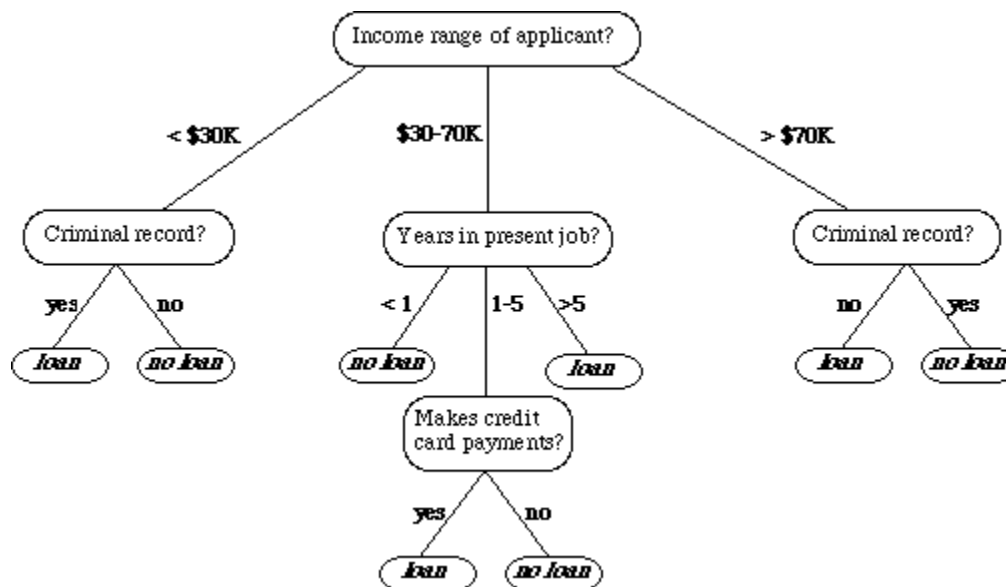 Income range of applicant?
< $30K
$30-70K
> $70K
Criminal record?
Years in present job?
Criminal record?
yes
no
< 1
1-5
>5
no
yes
loan
no loan
no loan
loan
loan
no loan
Makes credit
card payments?
yes
no
loan
no loan